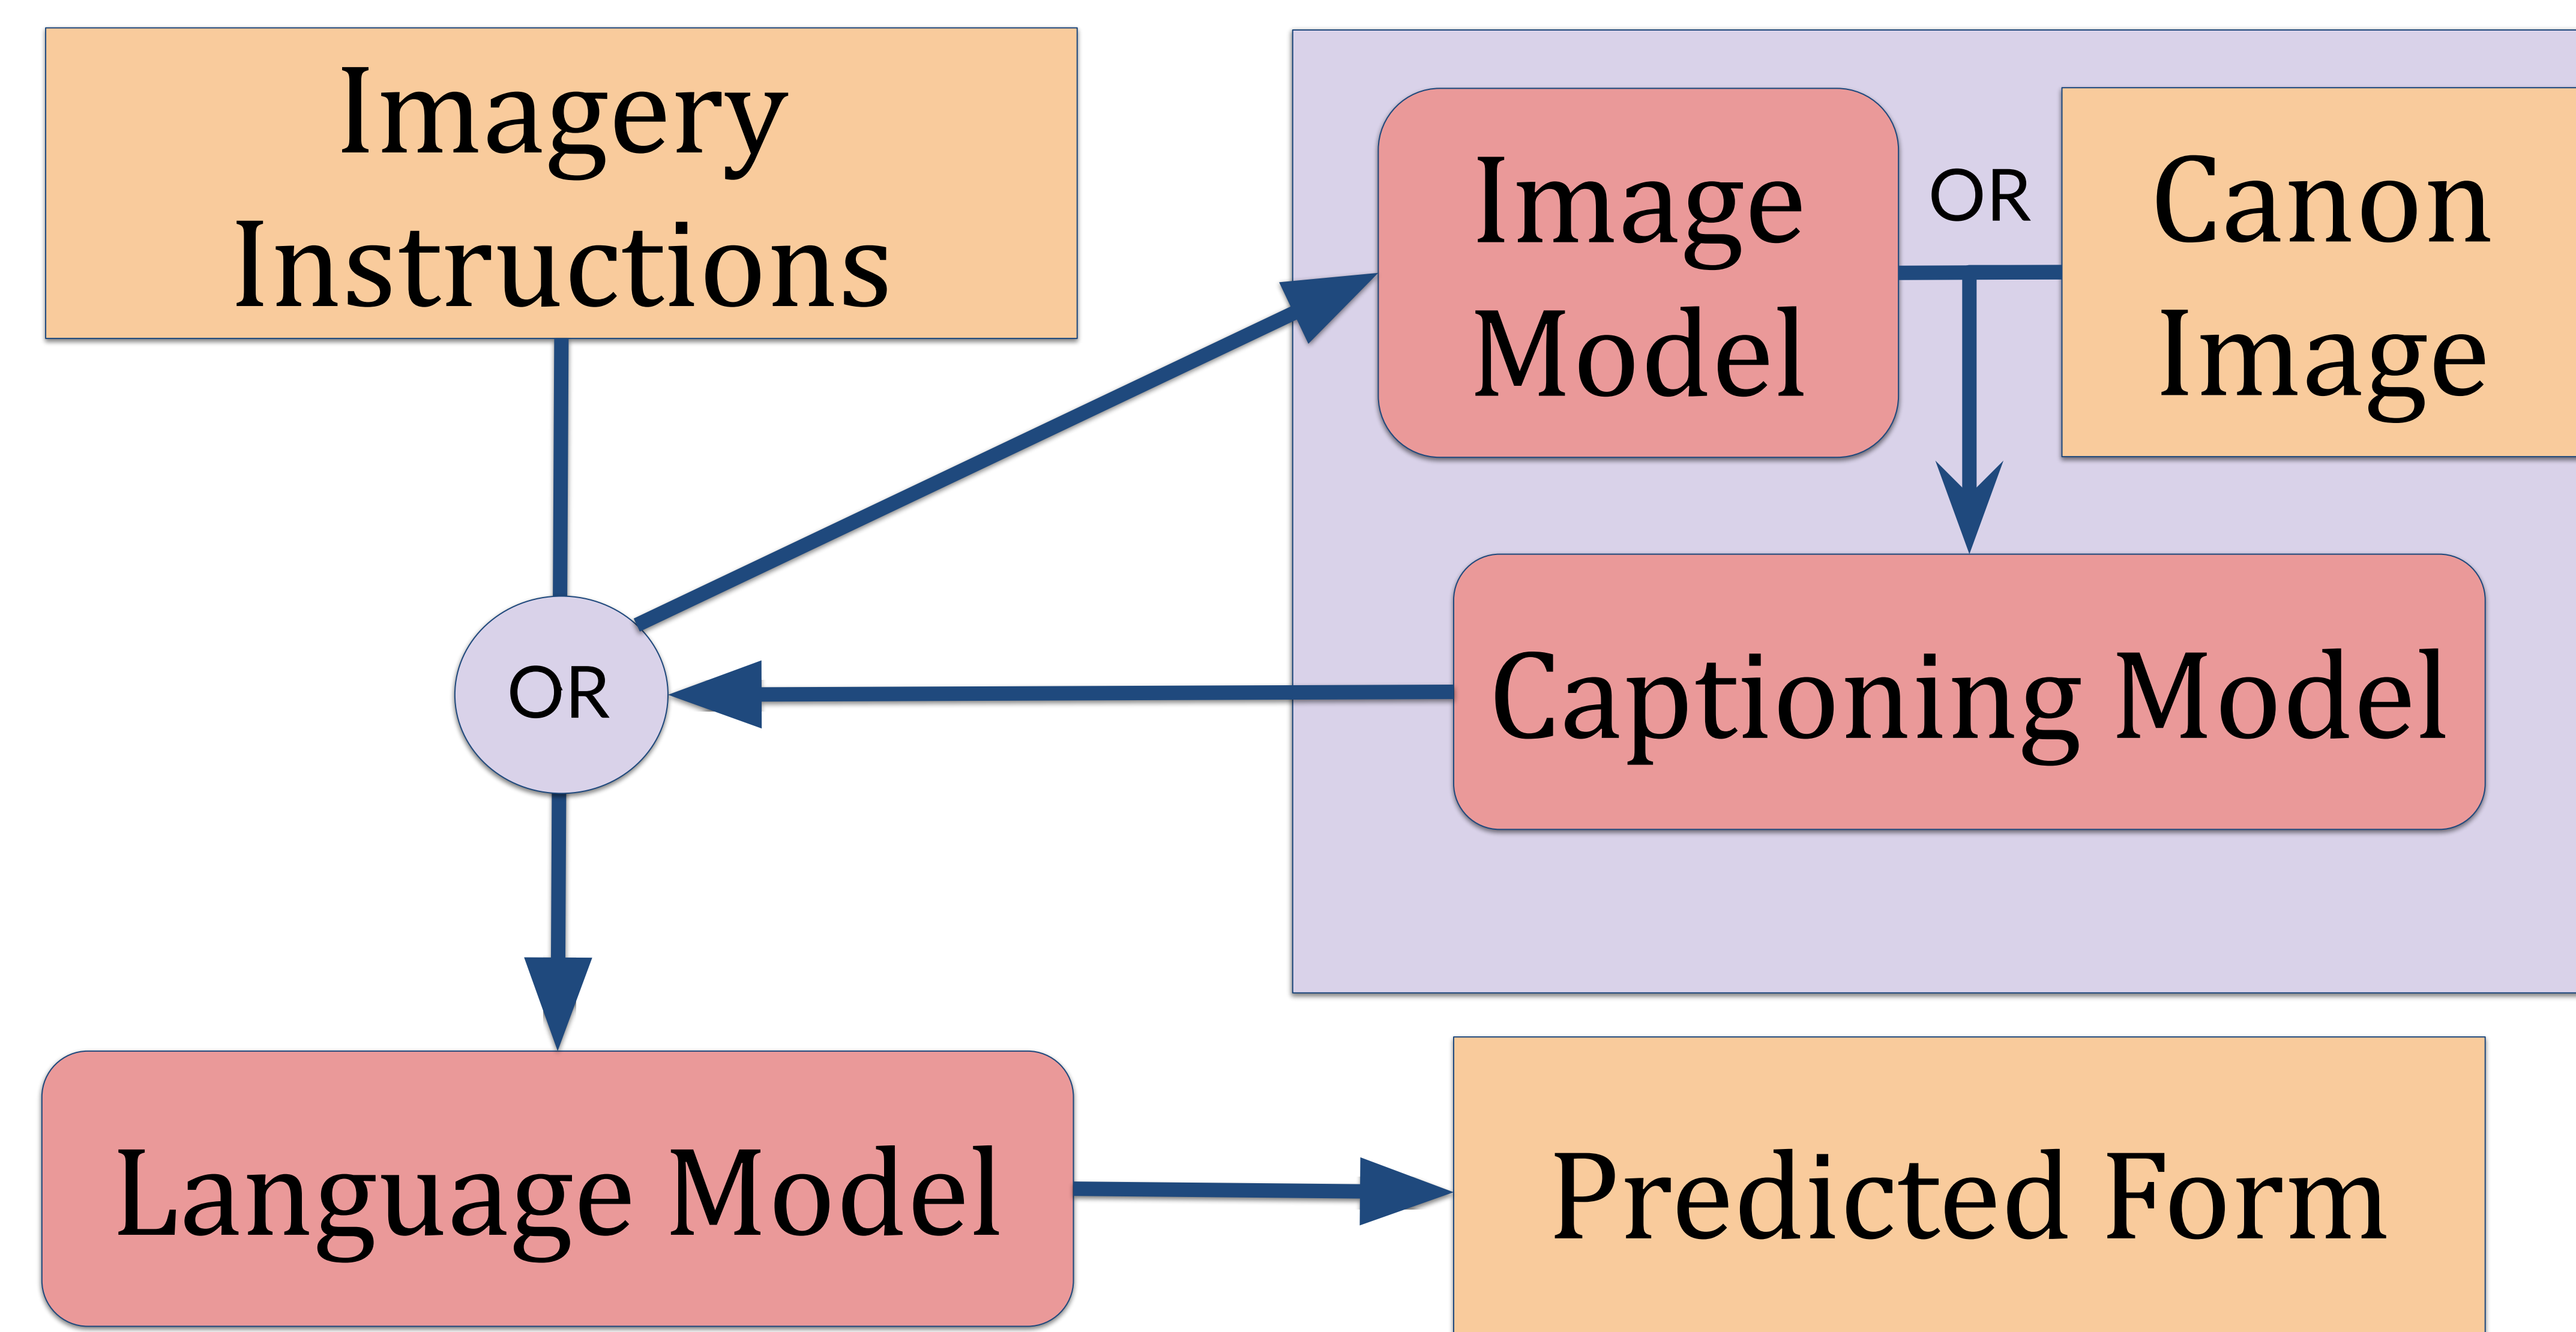 Imagery
Instructions
Image
Model
OR
Canon
Image
OR
Captioning Model
Language Model
Predicted Form